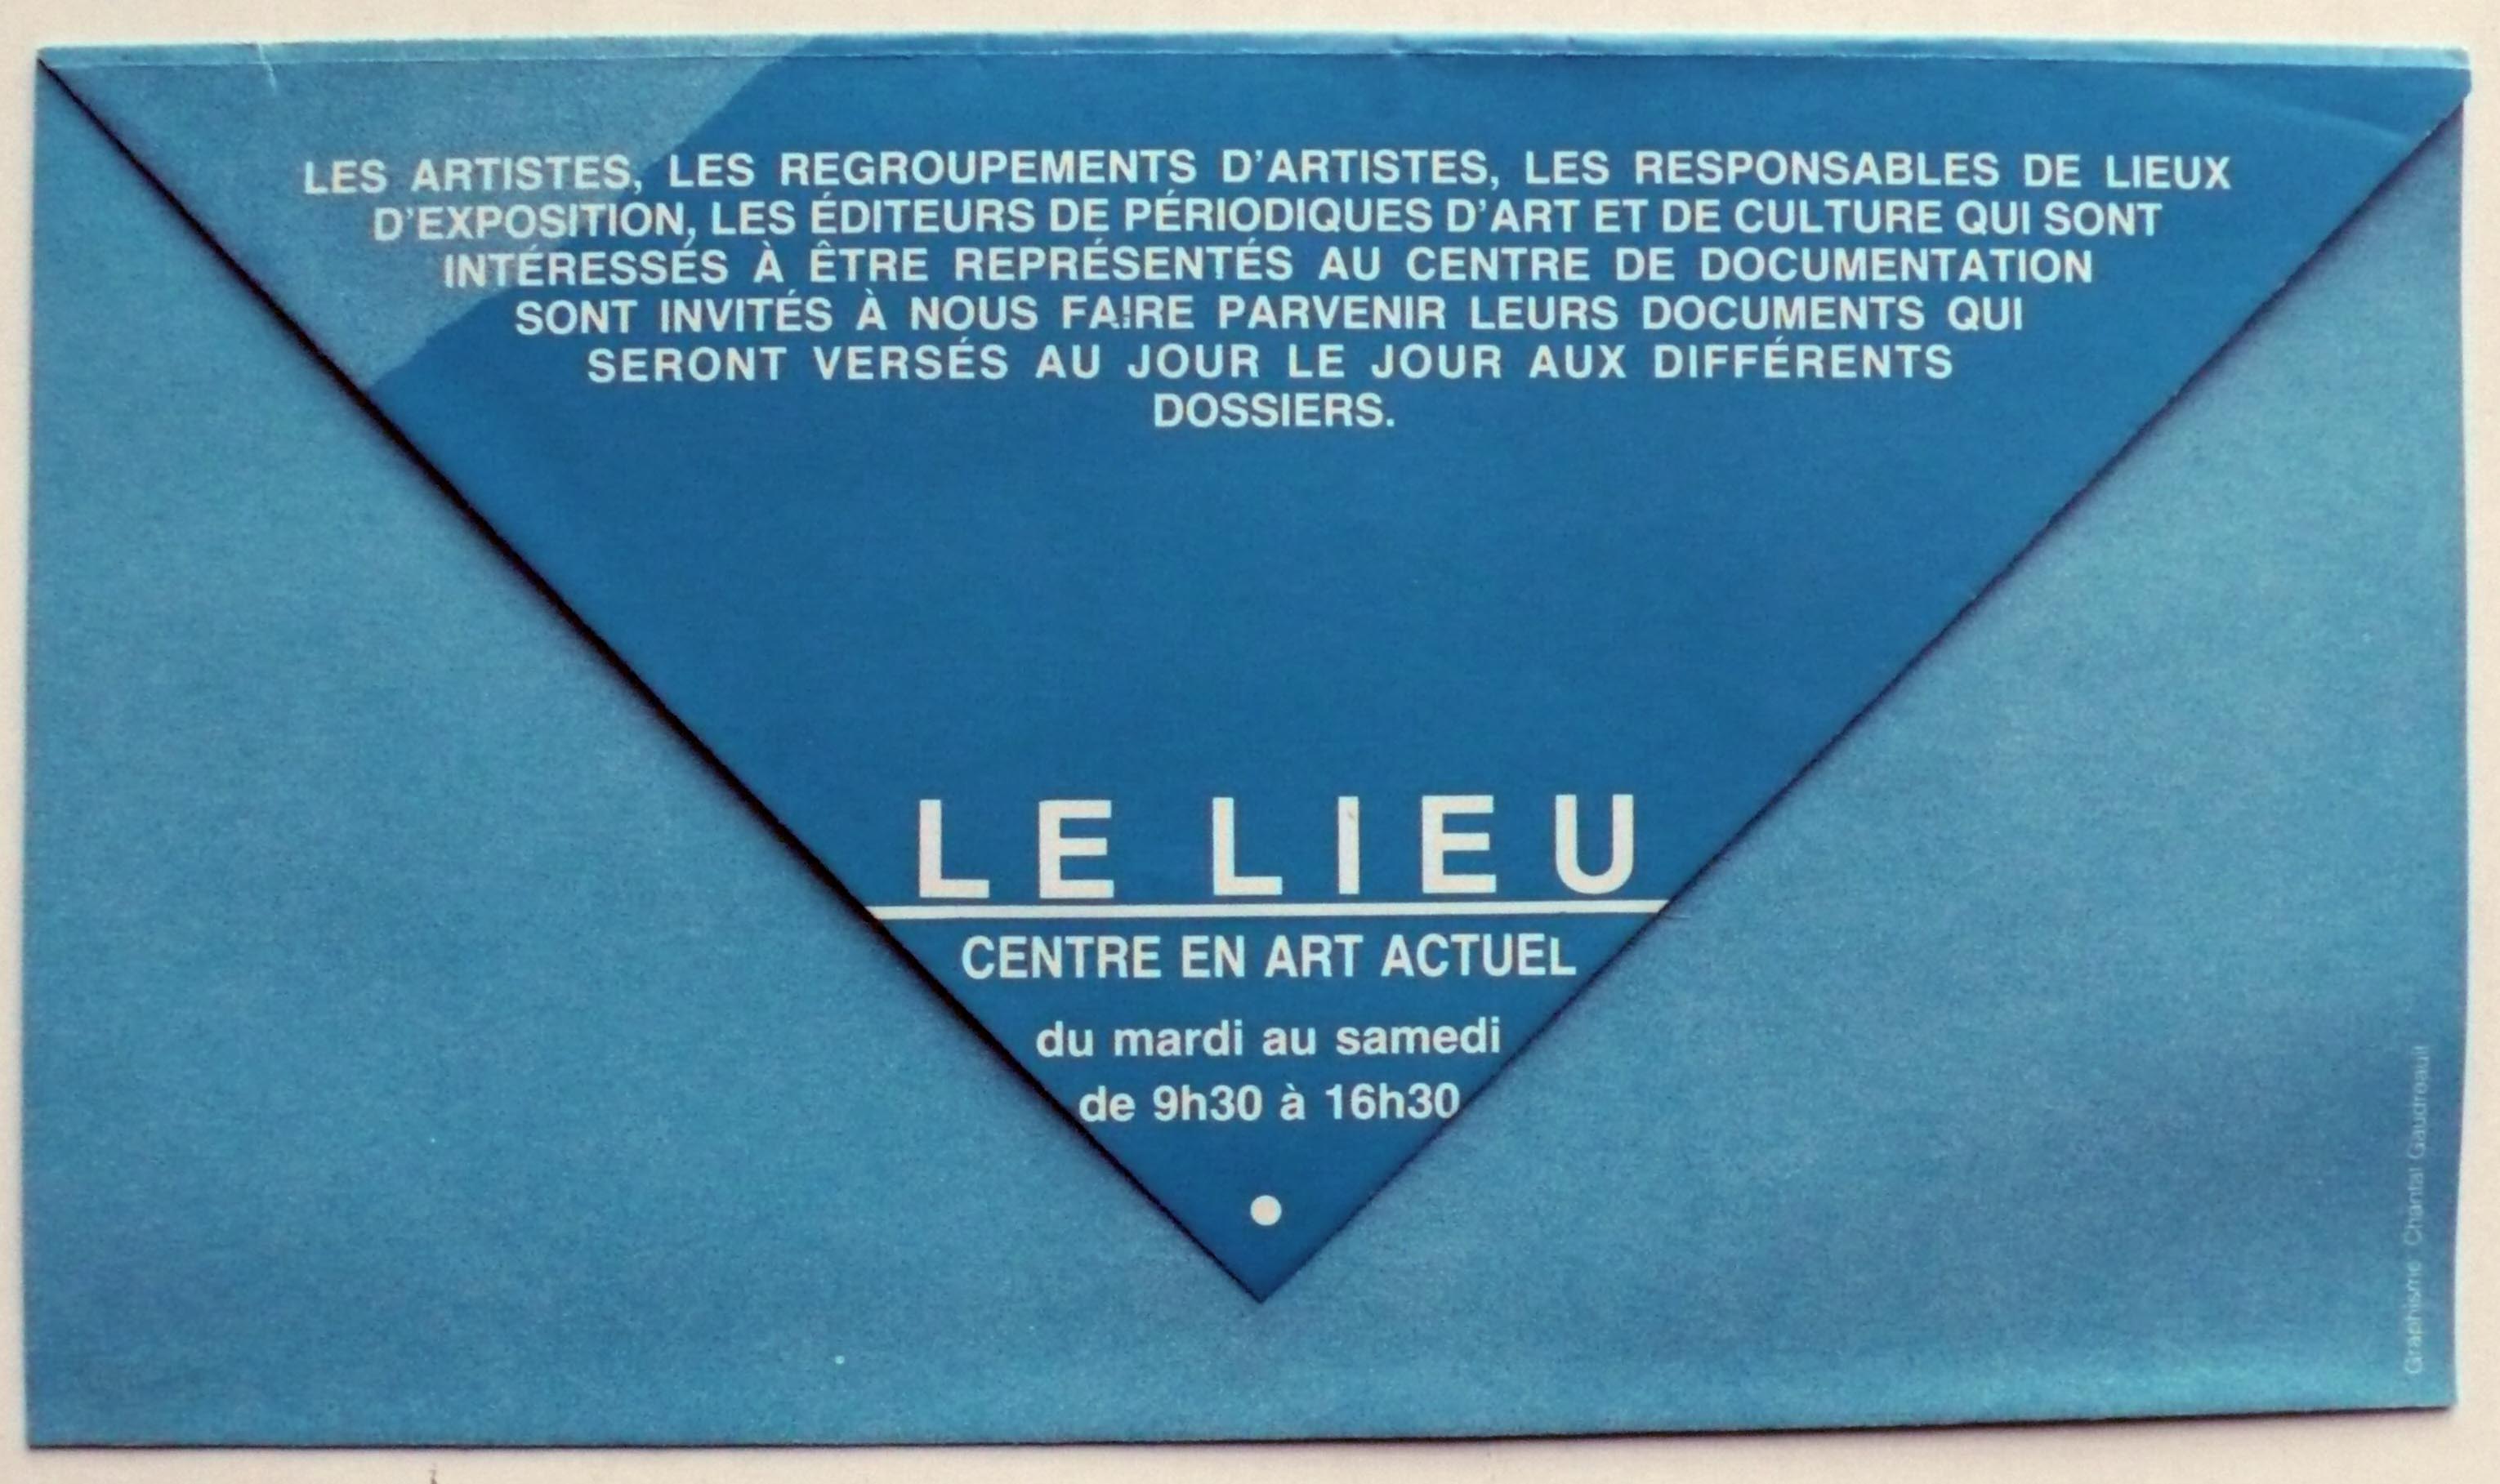 LES ARTISTES, LES REGROUPEMENTS D'ARTISTES, LES RESPONSABLES DE LIEUX
D'EXPOSITION, LES ÉDITEURS DE PÉRIODIQUES D'ART ET DE CULTURE QUI SONT
INTÉRESSÉS À ÊTRE REPRÉSENTÉS AU CENTRE DE DOCUMENTATION
SONT INVITÉS À NOUS FAIRE PARVENIR LEURS DOCUMENTS QUI
SERONT VERSÉS AU JOUR LE JOUR AUX DIFFÉRENTS
DOSSIERS.
LE LIEU
CENTRE EN ART ACTUEL
du mardi au samedi
de 9h30 à 16h30
Graphisme Chantal Gaudreault